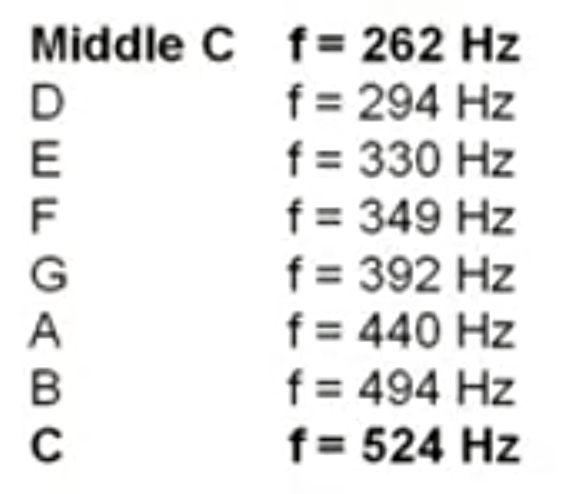 Middle C f = 262 Hz
D f = 294 Hz
E f = 330 Hz
F f = 349 Hz
G f = 392 Hz
A f = 440 Hz
B f = 494 Hz
C f = 524 Hz